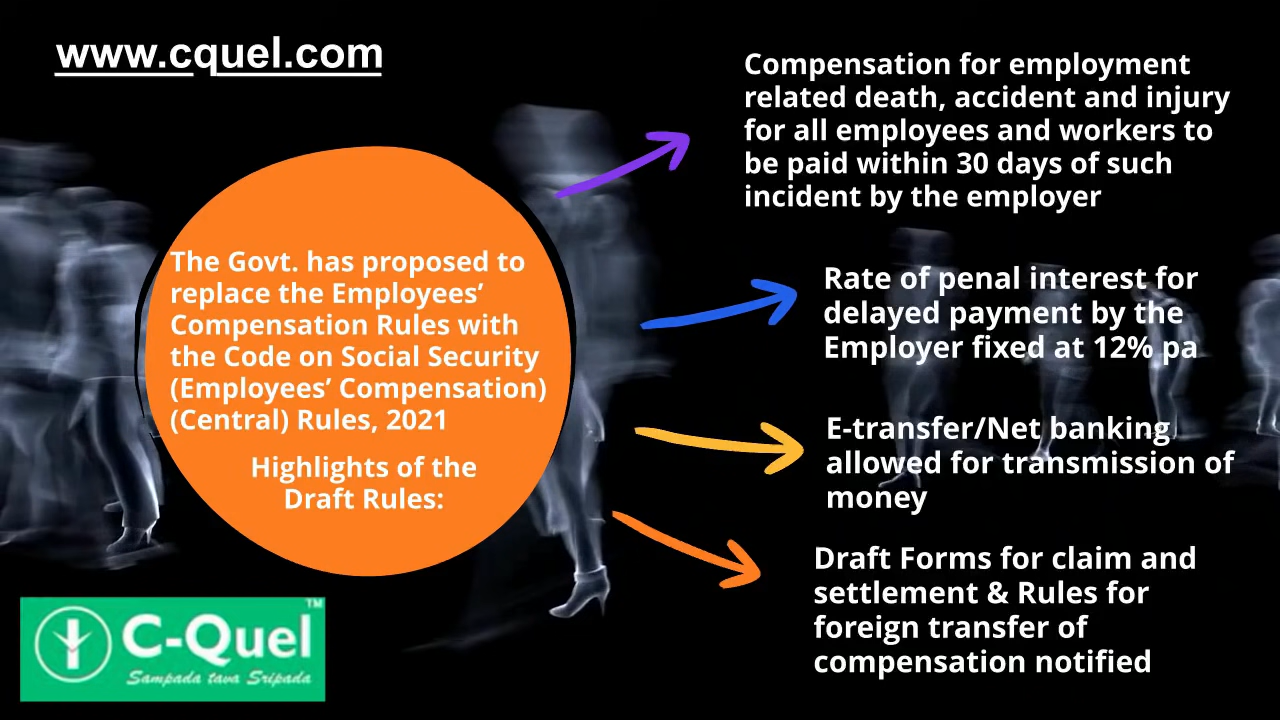 www.cquel.com
The Govt. has proposed to
replace the Employees’
Compensation Rules with
the Code on Social Security
(Employees’ Compensation)
(Central) Rules, 2021
Highlights of the
Draft Rules:
Compensation for employment
related death, accident and injury
for all employees and workers to
be paid within 30 days of such
incident by the employer
Rate of penal interest for
delayed payment by the
Employer fixed at 12% pa
E-transfer/Net banking
allowed for transmission of
money
Draft Forms for claim and
settlement & Rules for
foreign transfer of
compensation notified
C-Quel TM
Sampada tava Sripada